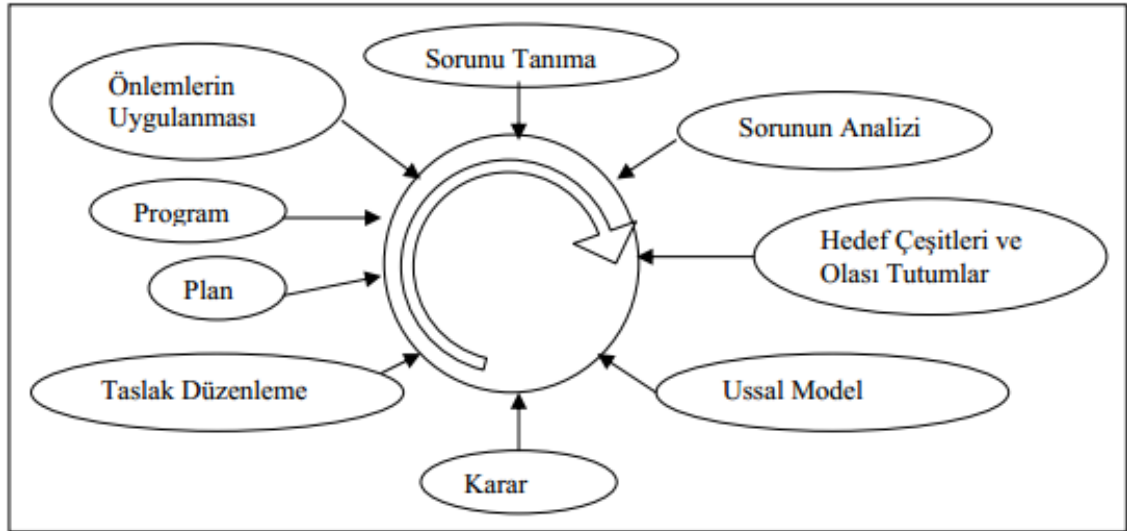 Sorunu Tanıma
Önlemlerin
Uygulanması
Sorunun Analizi
Program
Hedef Çeşitleri ve
Olası Tutumlar
Plan
Taslak Düzenleme
Ussal Model
Karar